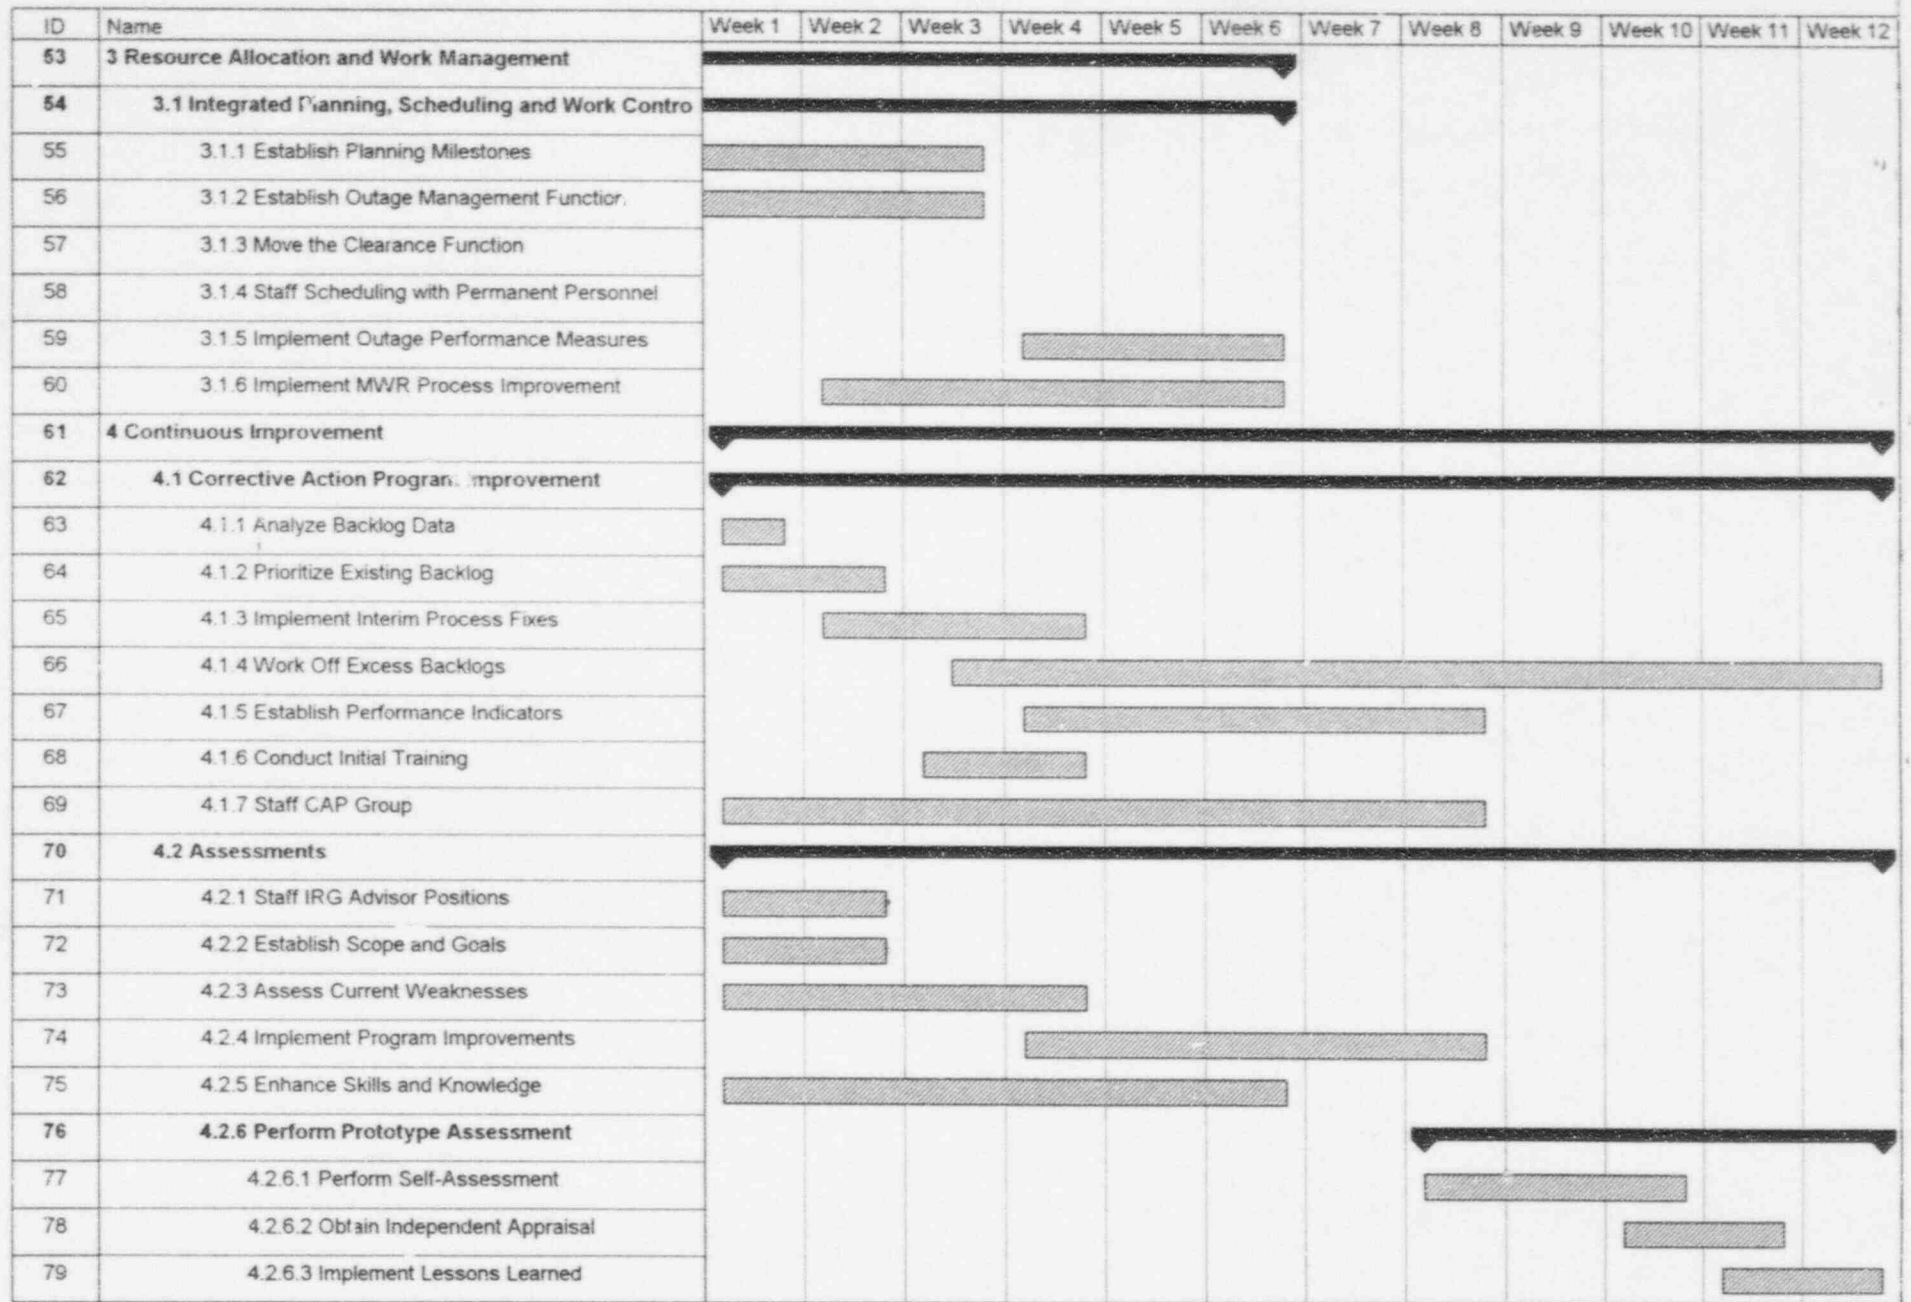 ID Name Week 1 Week 2 Week 3 Week 4 Week 5 Week 6 Week 7 Week 8 Week 9 Week 10 Week 11 Week 12
53 3 Resource Allocation and Work Management
54 3.1 Integrated Planning, Scheduling and Work Contro
55 3.1.1 Establish Planning Milestones
56 3.1.2 Establish Outage Management Function
57 3.1.3 Move the Clearance Function
58 3.1.4 Staff Scheduling with Permanent Personnel
59 3.1.5 Implement Outage Performance Measures
60 3.1.6 Implement MWR Process Improvement
61 4 Continuous Improvement
62 4.1 Corrective Action Program Improvement
63 4.1.1 Analyze Backlog Data
64 4.1.2 Prioritize Existing Backlog
65 4.1.3 Implement Interim Process Fixes
66 4.1.4 Work Off Excess Backlogs
67 4.1.5 Establish Performance Indicators
68 4.1.6 Conduct Initial Training
69 4.1.7 Staff CAP Group
70 4.2 Assessments
71 4.2.1 Staff IRG Advisor Positions
72 4.2.2 Establish Scope and Goals
73 4.2.3 Assess Current Weaknesses
74 4.2.4 Implement Program Improvements
75 4.2.5 Enhance Skills and Knowledge
76 4.2.6 Perform Prototype Assessment
77 4.2.6.1 Perform Self-Assessment
78 4.2.6.2 Obtain Independent Appraisal
79 4.2.6.3 Implement Lessons Learned